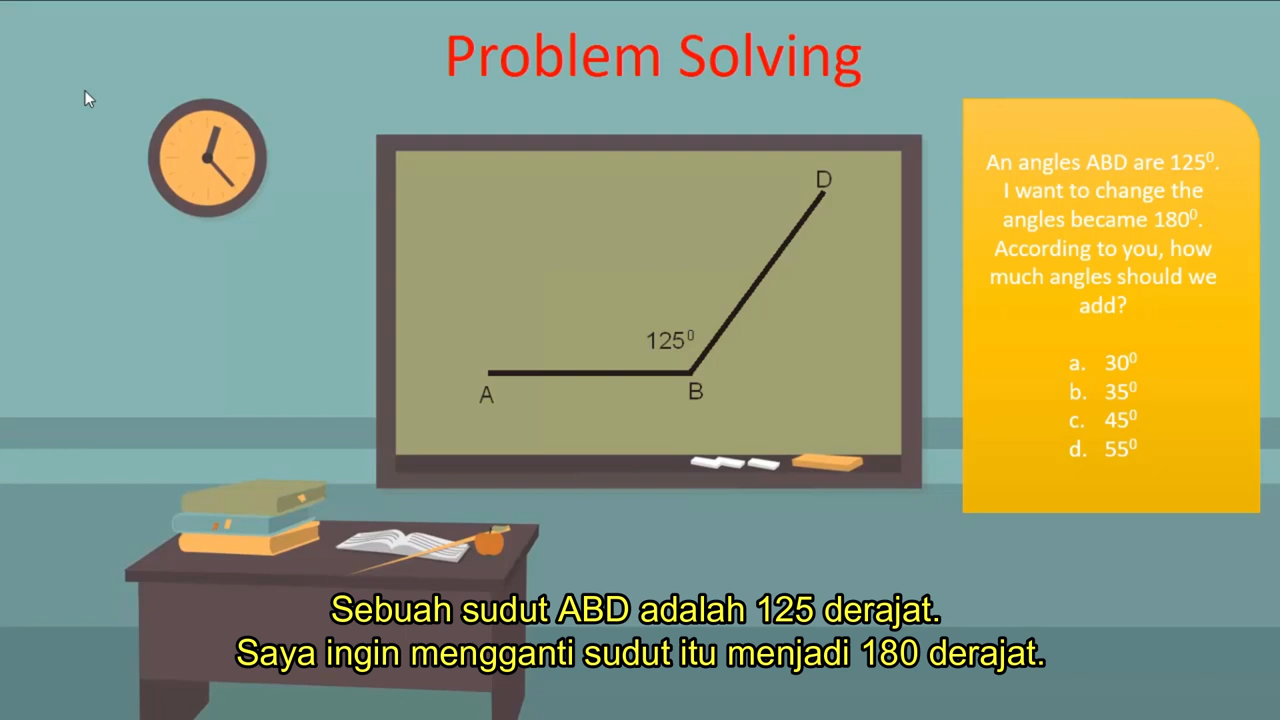 Problem Solving
An angles ABD are 125⁰.
I want to change the
angles became 180⁰.
According to you, how
much angles should we
add?
a. 30⁰
b. 35⁰
c. 45⁰
d. 55⁰
D
125⁰
A
B
Sebuah sudut ABD adalah 125 derajat.
Saya ingin mengganti sudut itu menjadi 180 derajat.